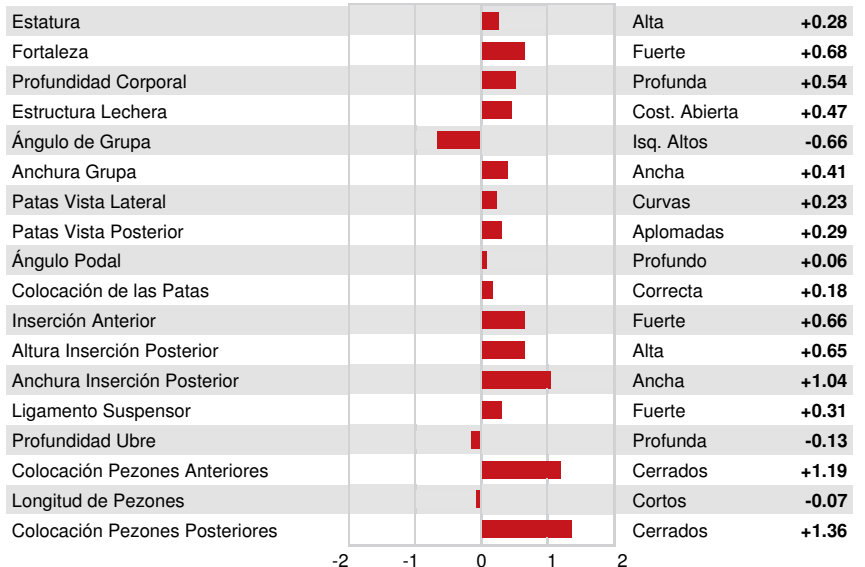 Estatura Alta +0.28
Fortaleza Fuerte +0.68
Profundidad Corporal Profunda +0.54
Estructura Lechera Cost. Abierta +0.47
Ángulo de Grupa Isq. Altos -0.66
Anchura Grupa Ancha +0.41
Patas Vista Lateral Curvas +0.23
Patas Vista Posterior Aplomadas +0.29
Ángulo Podal Profundo +0.06
Colocación de las Patas Correcta +0.18
Inserción Anterior Fuerte +0.66
Altura Inserción Posterior Alta +0.65
Anchura Inserción Posterior Ancha +1.04
Ligamento Suspensor Fuerte +0.31
Profundidad Ubre Profunda -0.13
Colocación Pezones Anteriores Cerrados +1.19
Longitud de Pezones Cortos -0.07
Colocación Pezones Posteriores Cerrados +1.36
-2 -1 0 1 2